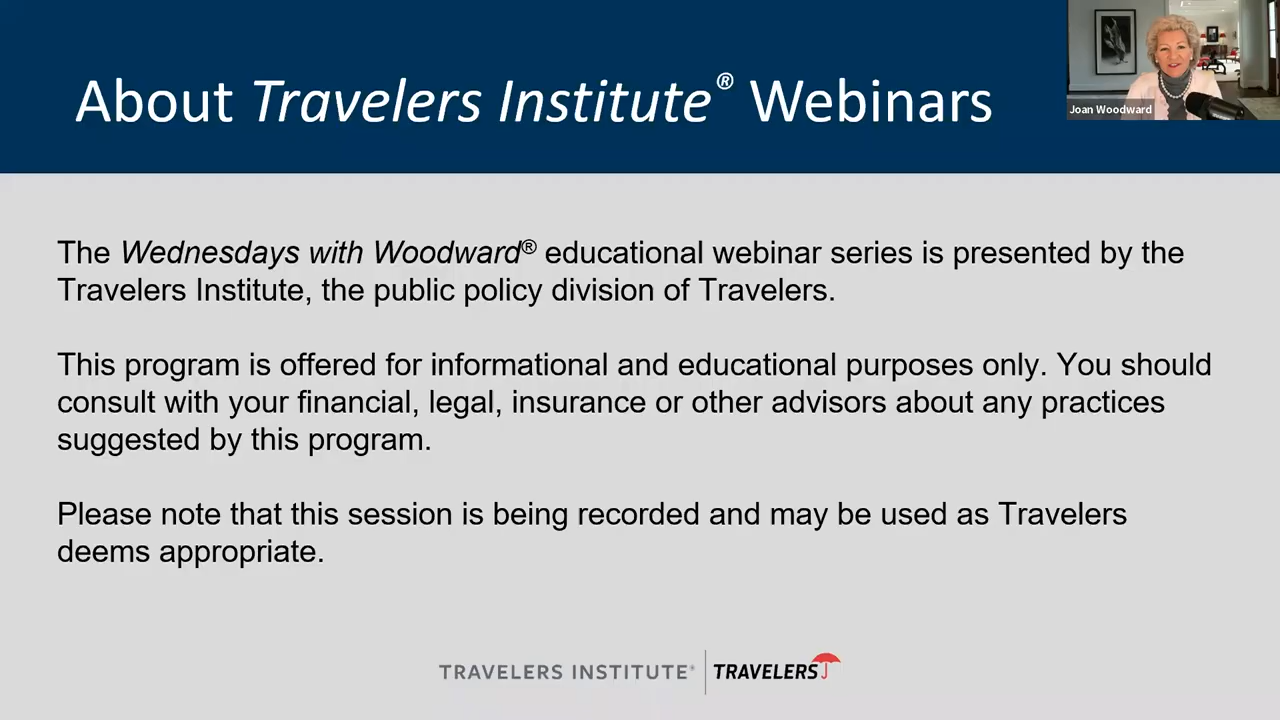 About Travelers Institute® Webinars
Joan Woodward
The Wednesdays with Woodward® educational webinar series is presented by the
Travelers Institute, the public policy division of Travelers.
This program is offered for informational and educational purposes only. You should
consult with your financial, legal, insurance or other advisors about any practices
suggested by this program.
Please note that this session is being recorded and may be used as Travelers
deems appropriate.
TRAVELERS INSTITUTE® TRAVELERS